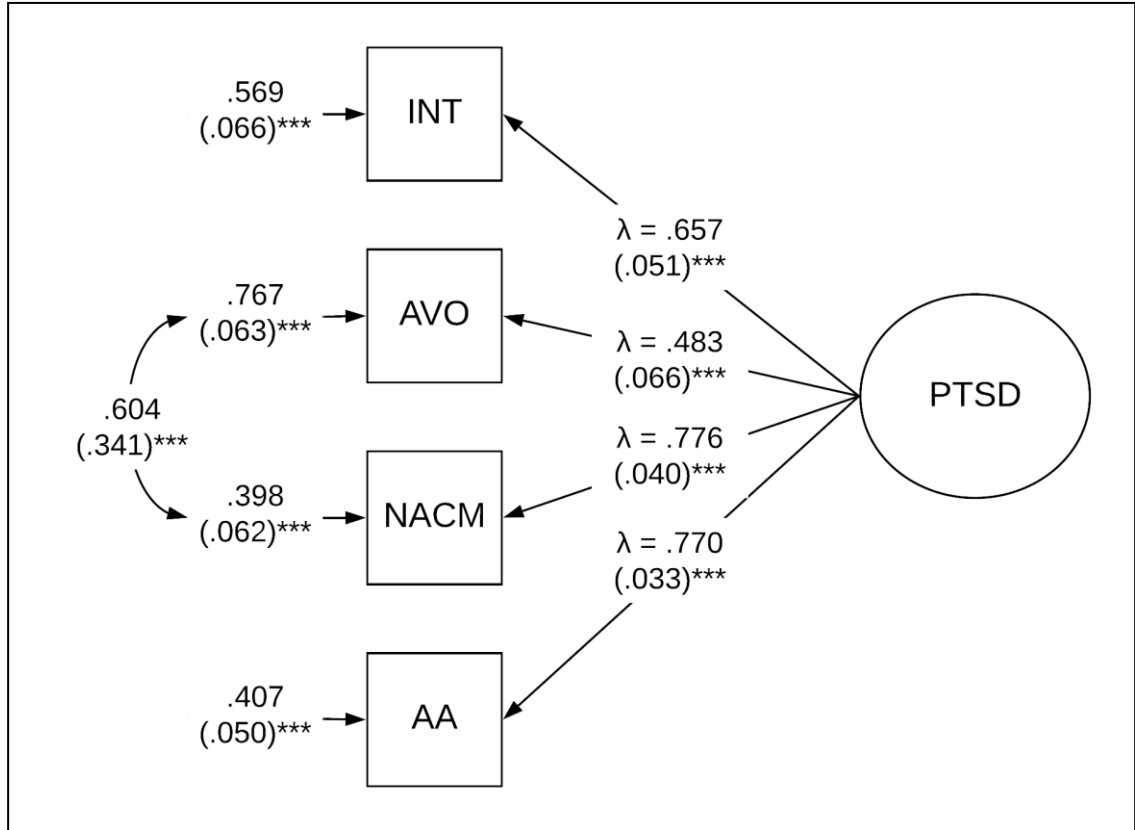 .569
(.066)***
INT
λ = .657
(.051)***
.767
(.063)***
AVO
λ = .483
(.066)***
PTSD
.604
(.341)***
λ = .776
(.040)***
.398
(.062)***
NACM
λ = .770
(.033)***
.407
(.050)***
AA